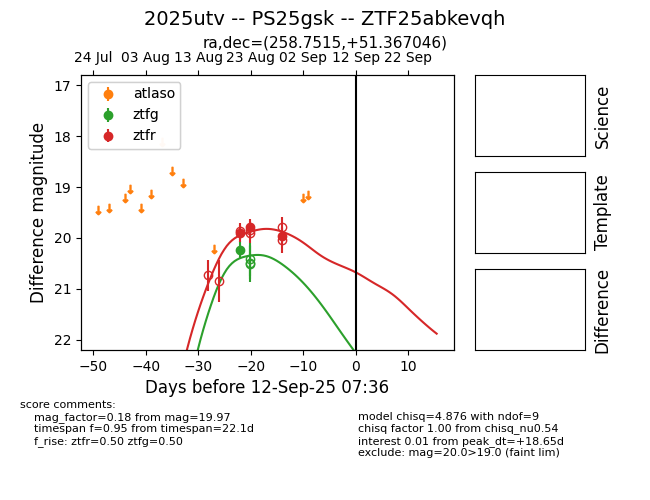 2025utv -- PS25gsk -- ZTF25abkevqh
ra,dec=(258.7515,+51.367046)
24 Jul 03 Aug 13 Aug 23 Aug 02 Sep 12 Sep 22 Sep
atlaso
ztfg
ztfr
17
18
19
20
21
22
Difference magnitude
−50 −40 −30 −20 −10 0 10
Days before 12-Sep-25 07:36
Science
Template
Difference
score comments:
mag_factor=0.18 from mag=19.97
timespan f=0.95 from timespan=22.1d
f_rise: ztfr=0.50 ztfg=0.50
model chisq=4.876 with ndof=9
chisq factor 1.00 from chisq_nu0.54
interest 0.01 from peak_dt=+18.65d
exclude: mag=20.0>19.0 (faint lim)